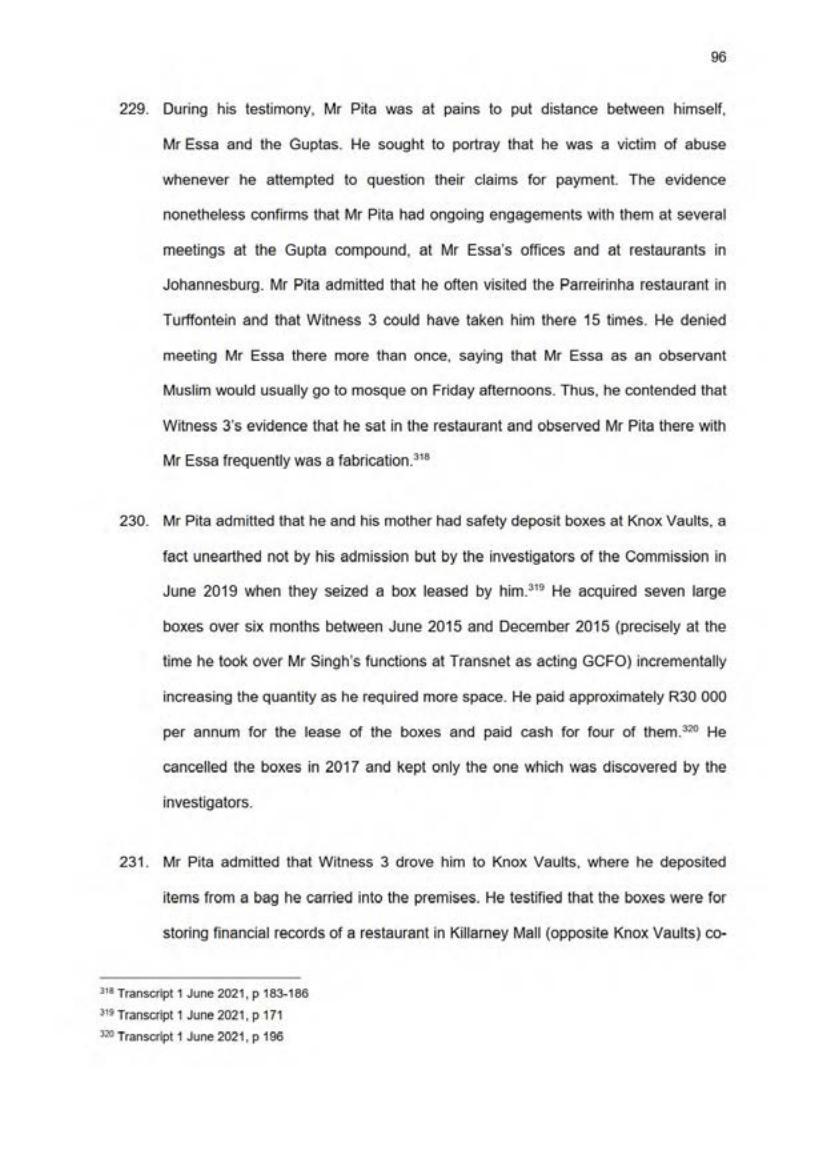 96
229. During his testimony, Mr Pita was at pains to put distance between himself,
Mr Essa and the Guptas. He sought to portray that he was a victim of abuse
whenever he attempted to question their claims for payment. The evidence
nonetheless confirms that Mr Pita had ongoing engagements with them at several
meetings at the Gupta compound, at Mr Essa's offices and at restaurants in
Johannesburg. Mr Pita admitted that he often visited the Parreirinha restaurant in
Turffontein and that Witness 3 could have taken him there 15 times. He denied
meeting Mr Essa there more than once, saying that Mr Essa as an observant
Muslim would usually go to mosque on Friday afternoons. Thus, he contended that
Witness 3's evidence that he sat in the restaurant and observed Mr Pita there with
Mr Essa frequently was a fabrication.318
230. Mr Pita admitted that he and his mother had safety deposit boxes at Knox Vaults, a
fact unearthed not by his admission but by the investigators of the Commission in
June 2019 when they seized a box leased by him.319 He acquired seven large
boxes over six months between June 2015 and December 2015 (precisely at the
time he took over Mr Singh's functions at Transnet as acting GCFO) incrementally
increasing the quantity as he required more space. He paid approximately R30 000
per annum for the lease of the boxes and paid cash for four of them.320 He
cancelled the boxes in 2017 and kept only the one which was discovered by the
investigators.
231. Mr Pita admitted that Witness 3 drove him to Knox Vaults, where he deposited
items from a bag he carried into the premises. He testified that the boxes were for
storing financial records of a restaurant in Killarney Mall (opposite Knox Vaults) co-
318 Transcript 1 June 2021, p 183-186
319 Transcript 1 June 2021, p 171
320 Transcript 1 June 2021, p 196